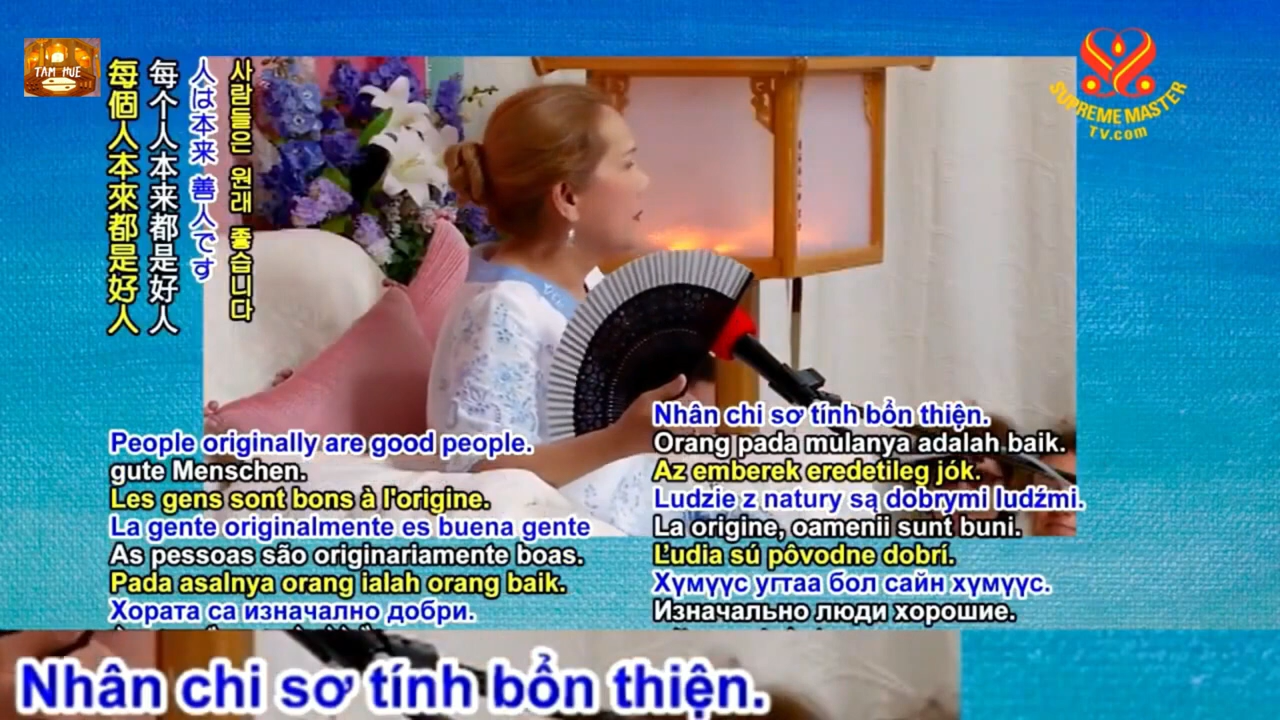 TAM HUE
SUPREME MASTER
TV.com
每個人本來都是好人
每个人本来都是好人
人は本来 善人です
사람들은 원래 좋습니다
People originally are good people.
gute Menschen.
Les gens sont bons à l'origine.
La gente originalmente es buena gente
As pessoas são originariamente boas.
Pada asalnya orang ialah orang baik.
Хората са изначално добри.
Nhân chi sơ tính bổn thiện.
Orang pada mulanya adalah baik.
Az emberek eredetileg jók.
Ludzie z natury są dobrymi ludźmi.
La origine, oamenii sunt buni.
Ľudia sú pôvodne dobrí.
Хүмүүс угтаа бол сайн хүмүүс.
Изначально люди хорошие.
Nhân chi sơ tính bổn thiện.